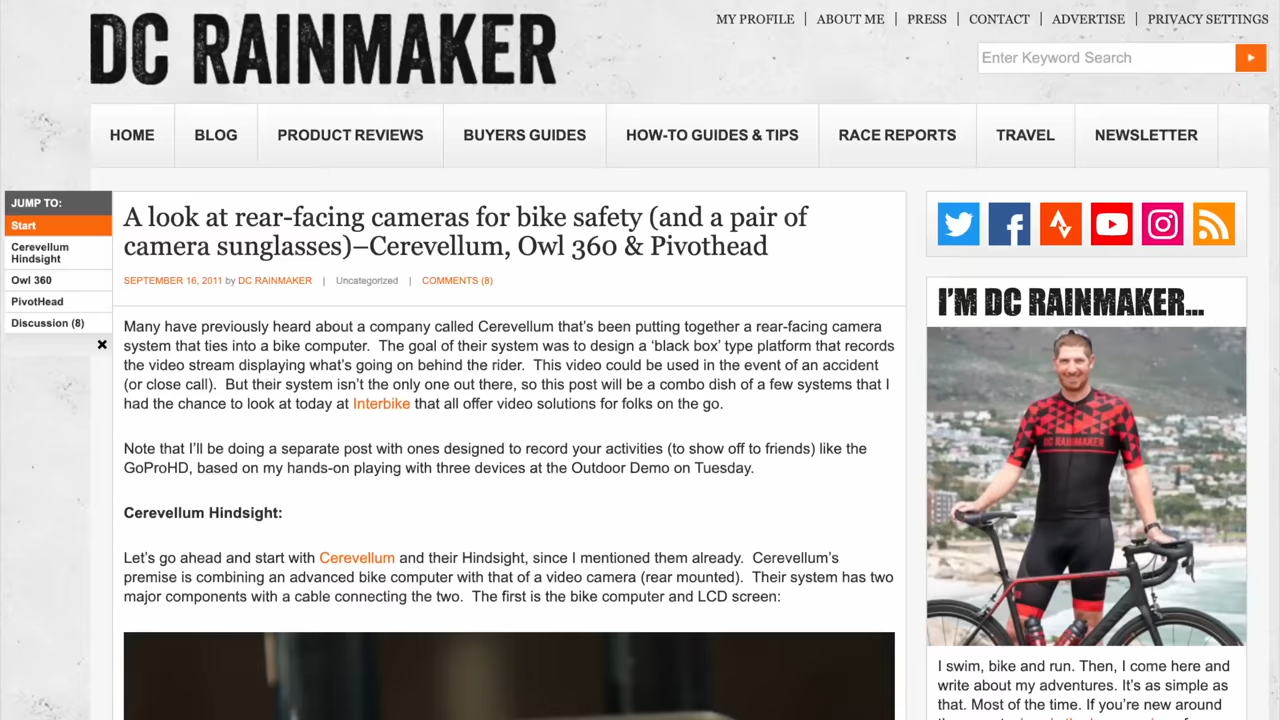 DC RAINMAKER
MY PROFILE | ABOUT ME | PRESS | CONTACT | ADVERTISE | PRIVACY SETTINGS
Enter Keyword Search
HOME
BLOG
PRODUCT REVIEWS
BUYERS GUIDES
HOW-TO GUIDES & TIPS
RACE REPORTS
TRAVEL
NEWSLETTER
JUMP TO:
Start
Cerevellum
Hindsight
Owl 360
PivotHead
Discussion (8)
A look at rear-facing cameras for bike safety (and a pair of
camera sunglasses)–Cerevellum, Owl 360 & Pivothead
SEPTEMBER 16, 2011 by DC RAINMAKER | Uncategorized | COMMENTS (8)
Many have previously heard about a company called Cerevellum that’s been putting together a rear-facing camera
system that ties into a bike computer.  The goal of their system was to design a ‘black box’ type platform that records
the video stream displaying what’s going on behind the rider.  This video could be used in the event of an accident
(or close call).  But their system isn’t the only one out there, so this post will be a combo dish of a few systems that I
had the chance to look at today at Interbike that all offer video solutions for folks on the go.
Note that I’ll be doing a separate post with ones designed to record your activities (to show off to friends) like the
GoProHD, based on my hands-on playing with three devices at the Outdoor Demo on Tuesday.
Cerevellum Hindsight:
Let’s go ahead and start with Cerevellum and their Hindsight, since I mentioned them already.  Cerevellum’s
premise is combining an advanced bike computer with that of a video camera (rear mounted).  Their system has two
major components with a cable connecting the two.  The first is the bike computer and LCD screen:
I’M DC RAINMAKER...
DC RAINMAKER
I swim, bike and run. Then, I come here and
write about my adventures. It’s as simple as
that. Most of the time. If you’re new around